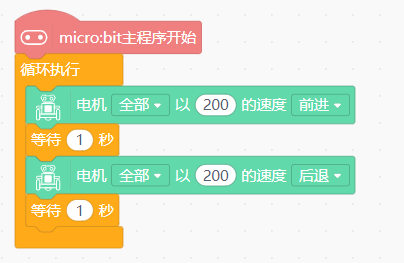 micro:bit主程序开始
循环执行
电机 全部 以 200 的速度 前进
等待 1 秒
电机 全部 以 200 的速度 后退
等待 1 秒